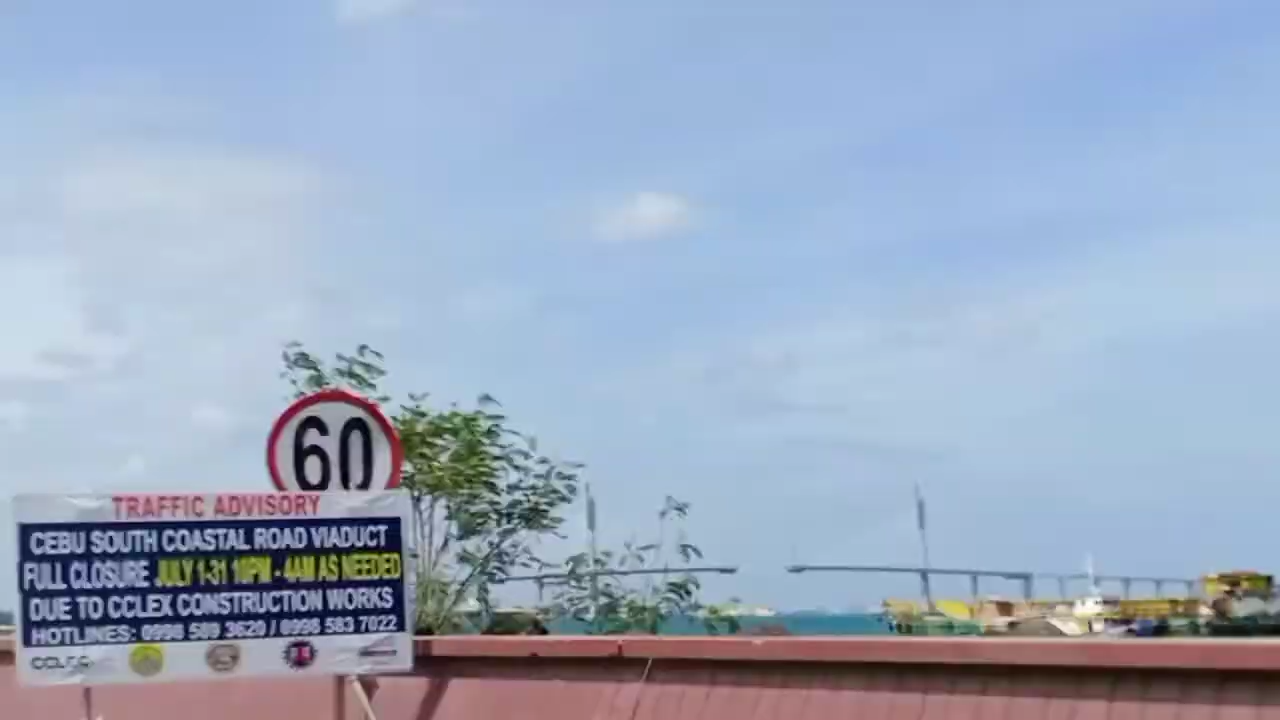 60
TRAFFIC ADVISORY
CEBU SOUTH COASTAL ROAD VIADUCT
FULL CLOSURE JULY 1-31 10PM - 4AM AS NEEDED
DUE TO CCLEX CONSTRUCTION WORKS
HOTLINES: 0998 589 3620 / 0998 583 7022